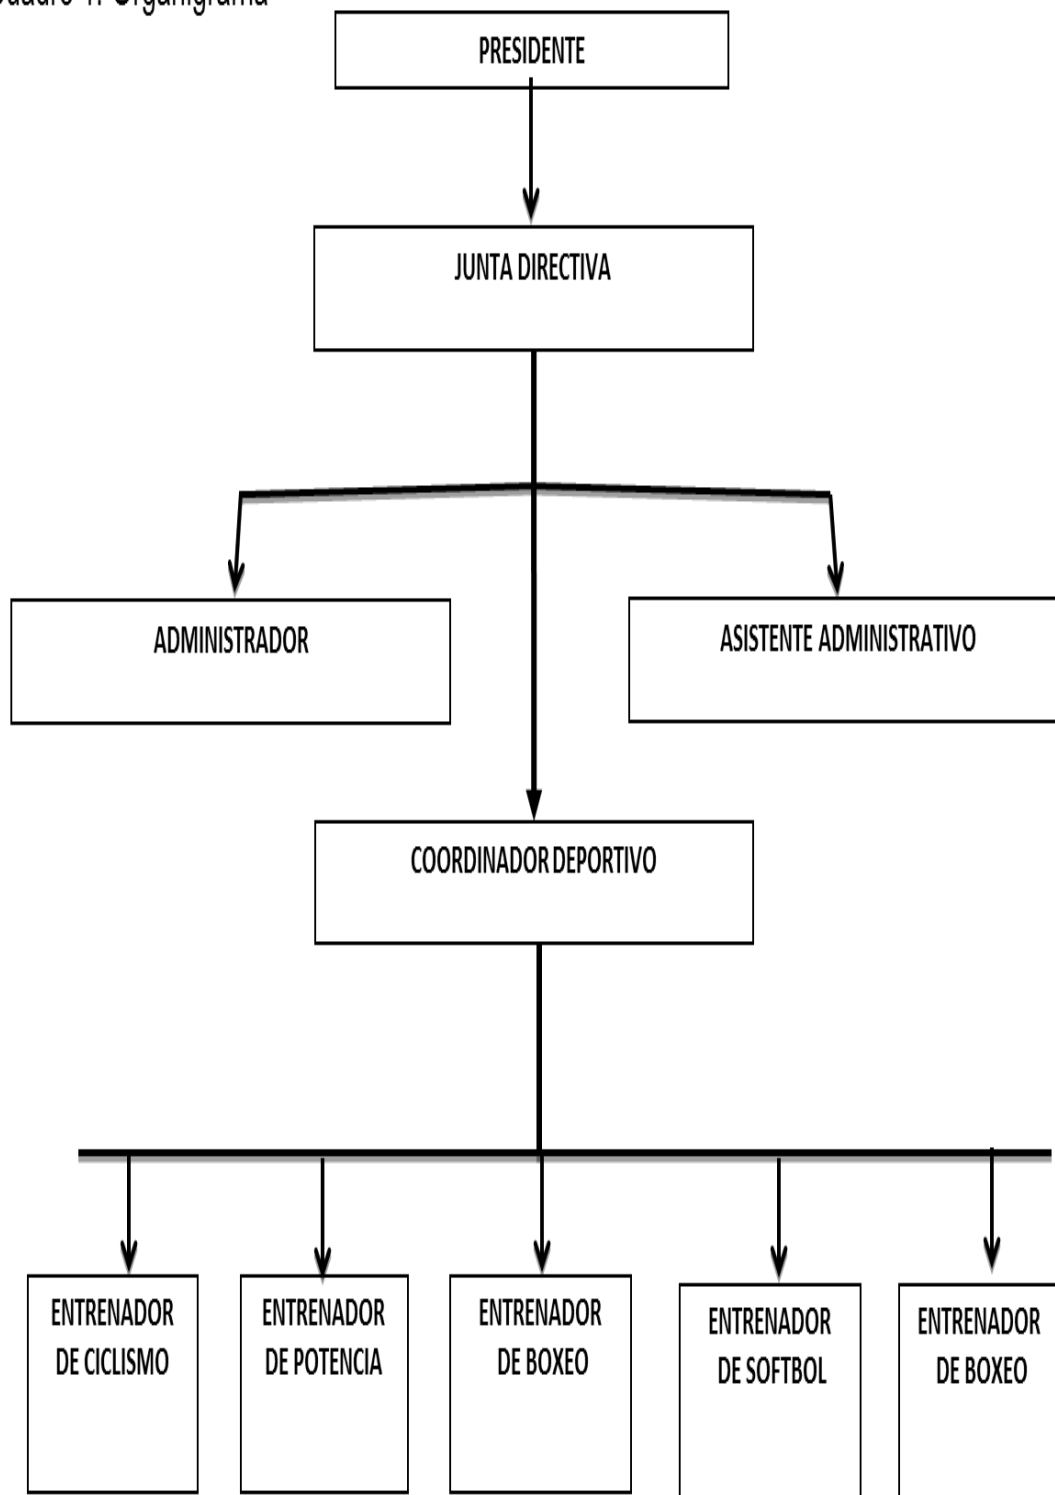 Organigrama
PRESIDENTE
JUNTA DIRECTIVA
ADMINISTRADOR
ASISTENTE ADMINISTRATIVO
COORDINADOR DEPORTIVO
ENTRENADOR
DE CICLISMO
ENTRENADOR
DE POTENCIA
ENTRENADOR
DE BOXEO
ENTRENADOR
DE SOFTBOL
ENTRENADOR
DE BOXEO